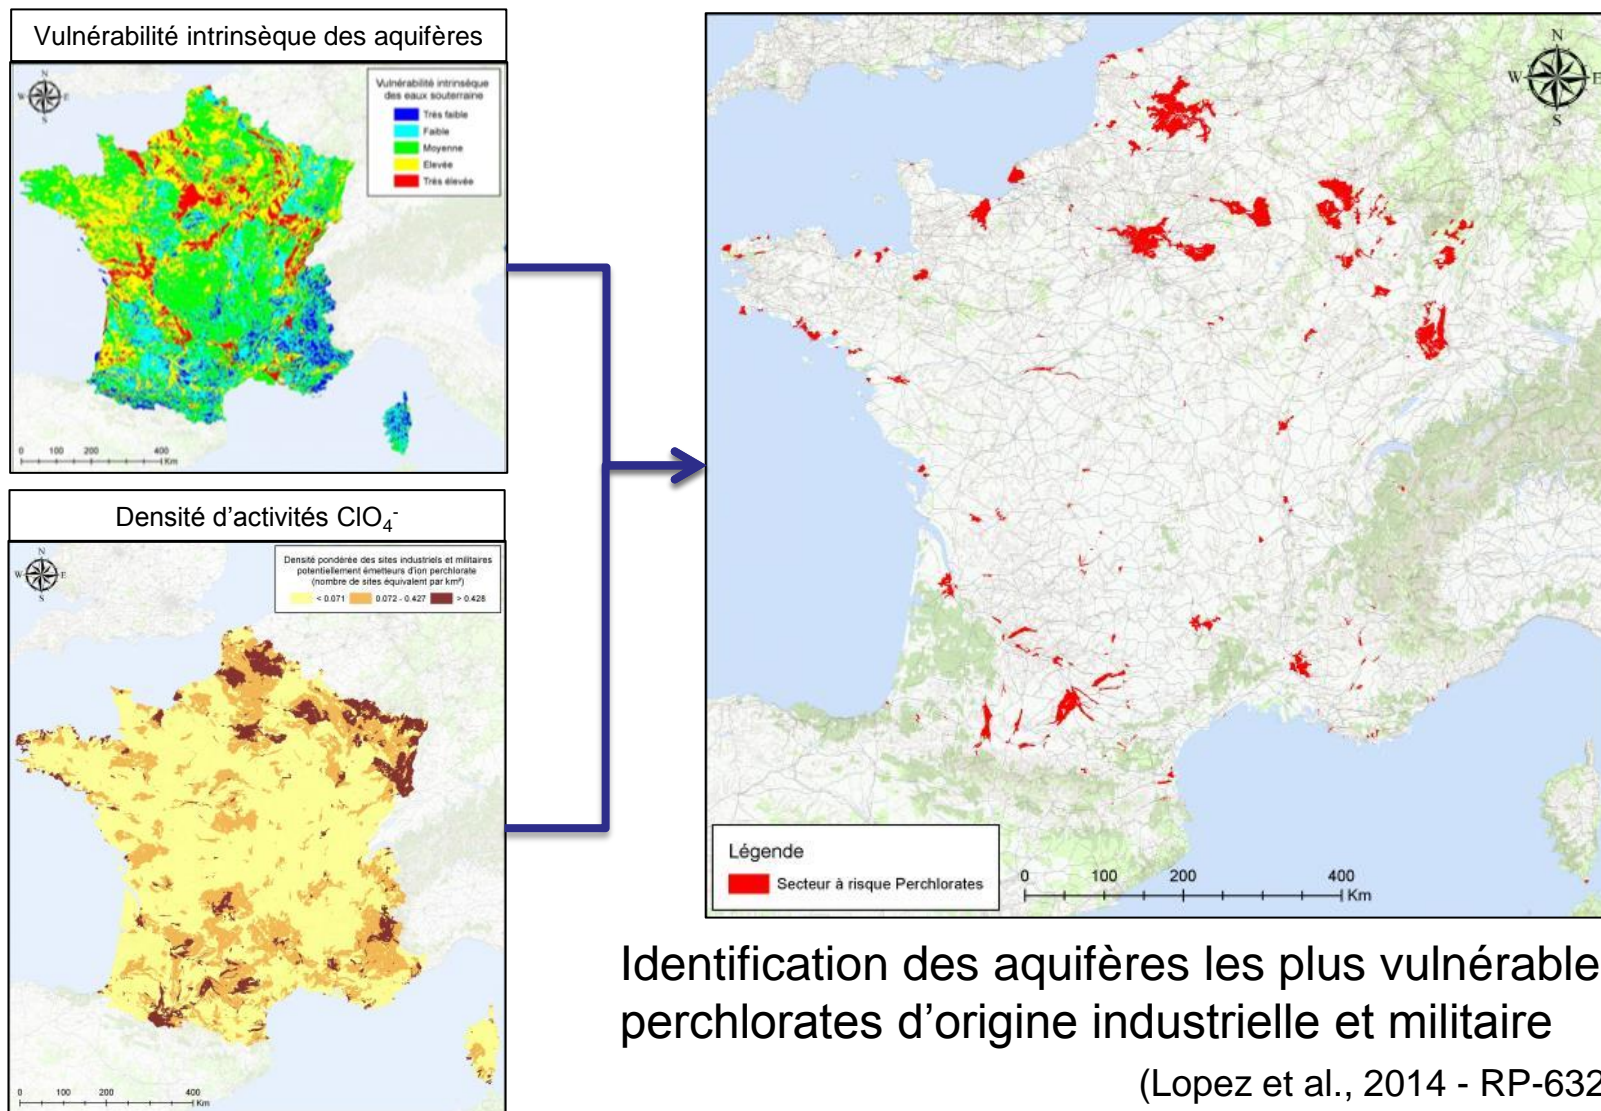 Vulnérabilité intrinsèque des aquifères
N
W E
S
Vulnérabilité intrinsèque
des eaux souterraine
Très faible
Faible
Moyenne
Elevée
Très élevée
0 100 200 400
Km
Densité d'activités ClO4-
N
W E
S
Densité pondérée des sites industriels et militaires
potentiellement émetteurs d'ion perchlorate
(nombre de sites équivalent par km²)
< 0.071 0.072 - 0.427 > 0.428
0 100 200 400
Km
N
W E
S
Légende
Secteur à risque Perchlorates
0 100 200 400
Km
Identification des aquifères les plus vulnérable
perchlorates d'origine industrielle et militaire
(Lopez et al., 2014 - RP-632